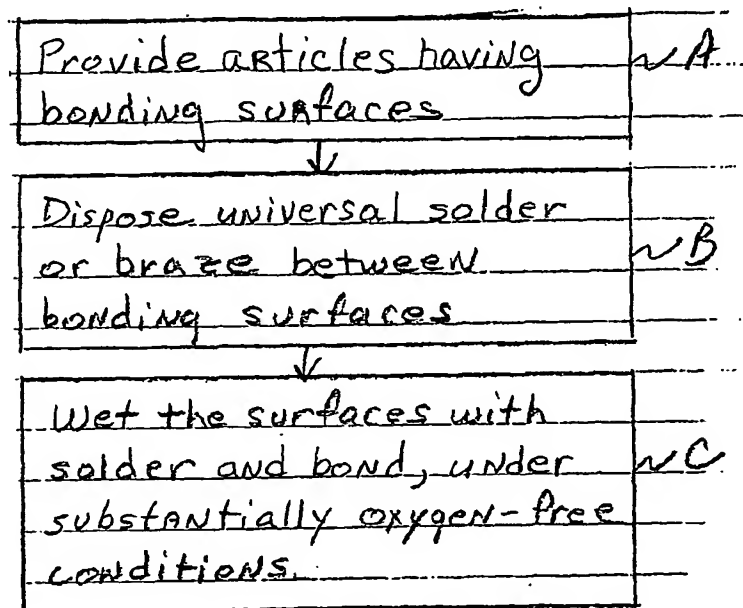 Provide articles having ~A
bonding surfaces
Dispose universal solder
or braze between ~B
bonding surfaces
Wet the surfaces with
solder and bond, under ~C
substantially oxygen-free
conditions.